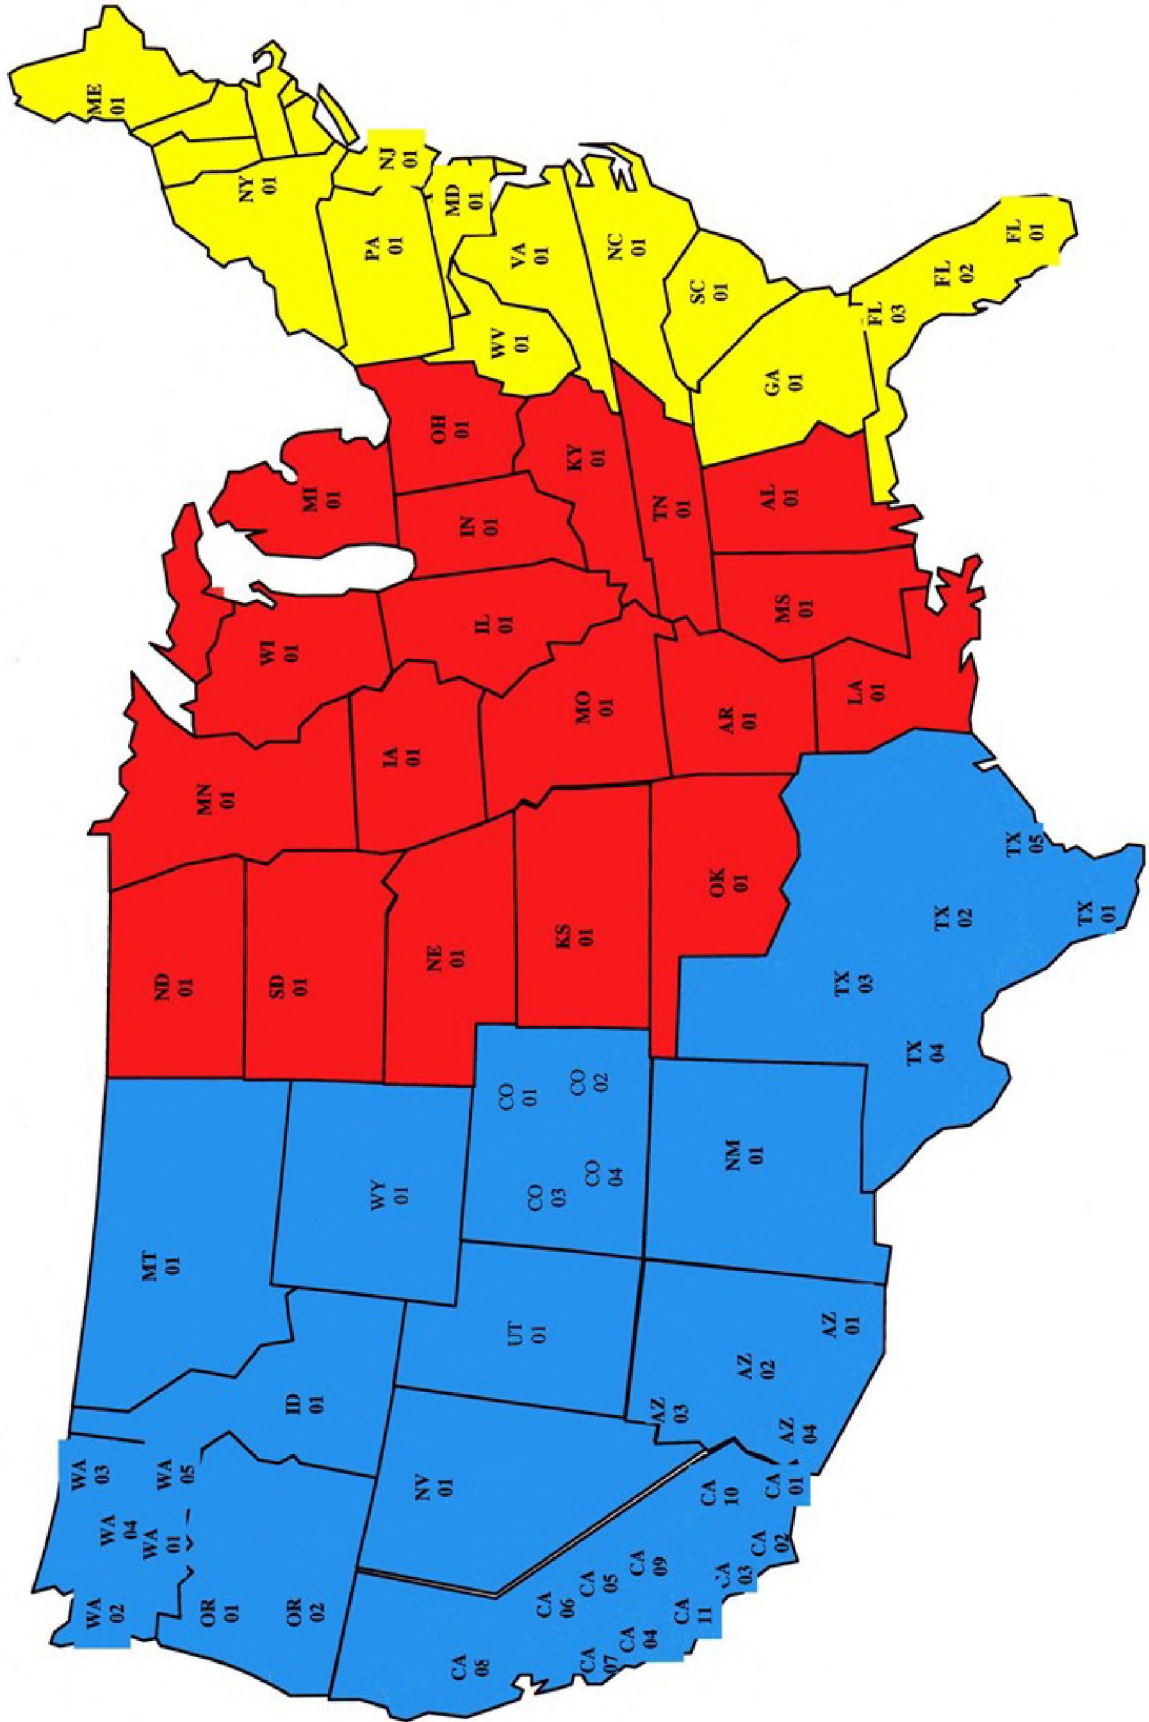 WA
03
WA
02
WA
04
WA
01
WA
05
MT
01
ND
01
MN
01
ME
01
OR
01
OR
02
ID
01
WY
01
SD
01
WI
01
MI
01
NY
01
NV
01
UT
01
CO
01
CO
02
CO
03
CO
04
NE
01
IA
01
IL
01
IN
01
OH
01
PA
01
NJ
01
MD
01
WV
01
VA
01
CA
08
CA
06
CA
05
CA
09
CA
07
CA
04
CA
11
CA
03
CA
02
CA
10
CA
01
KS
01
MO
01
KY
01
NC
01
AZ
03
AZ
02
AZ
04
AZ
01
NM
01
OK
01
AR
01
TN
01
SC
01
TX
04
TX
03
TX
02
TX
05
TX
01
LA
01
MS
01
AL
01
GA
01
FL
03
FL
02
FL
01